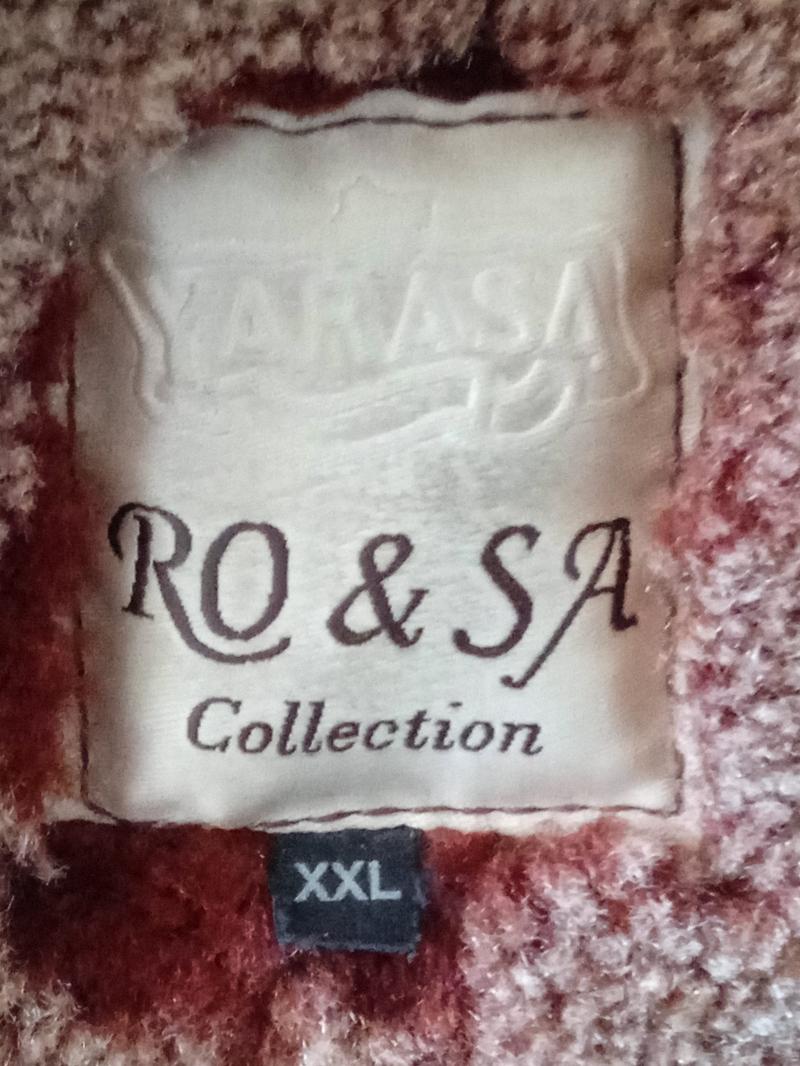 YARASA
RO & SA
Collection
XXL